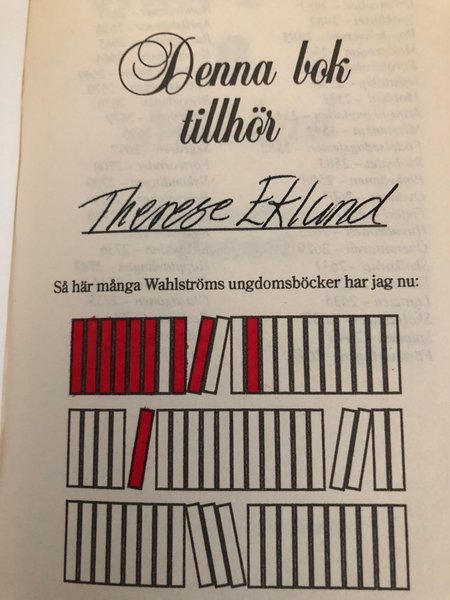 Denna bok
tillhör
Therese Eklund
Så här många Wahlströms ungdomsböcker har jag nu: